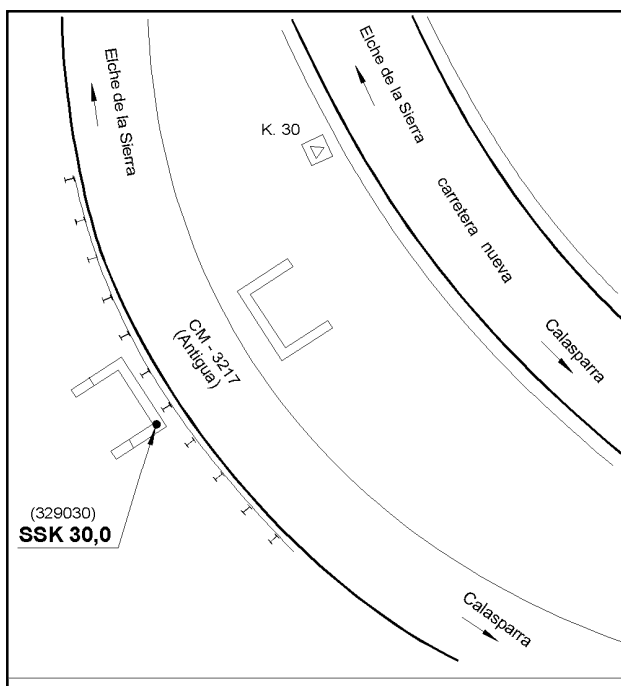 Elche de la Sierra
Elche de la Sierra
K. 30
carretera nueva
Calasparra
CM - 3217
(Antigua)
(329030)
SSK 30,0
Calasparra